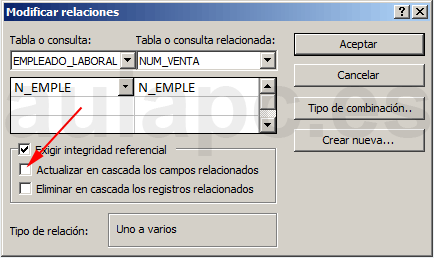 Modificar relaciones
Tabla o consulta: Tabla o consulta relacionada:
EMPLEADO_LABORAL NUM_VENTA
N_EMPLE N_EMPLE
Exigir integridad referencial
Actualizar en cascada los campos relacionados
Eliminar en cascada los registros relacionados
Tipo de relación: Uno a varios
Aceptar
Cancelar
Tipo de combinación..
Crear nueva...
aulapc.es